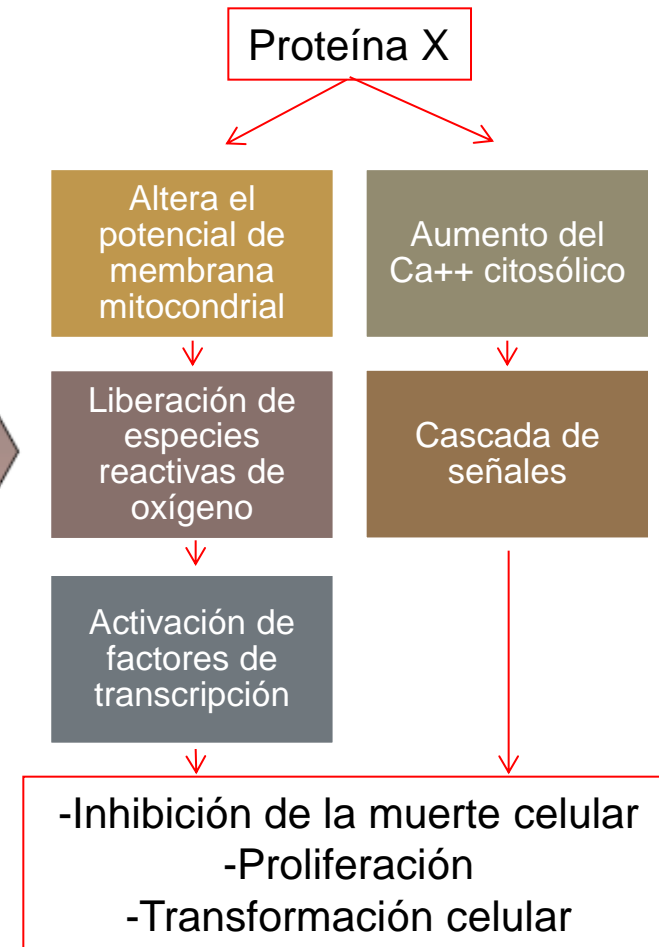 Proteína X
Altera el
potencial de
membrana
mitocondrial
Aumento del
Ca++ citosólico
Liberación de
especies
reactivas de
oxígeno
Cascada de
señales
Activación de
factores de
transcripción
-Inhibición de la muerte celular
-Proliferación
-Transformación celular